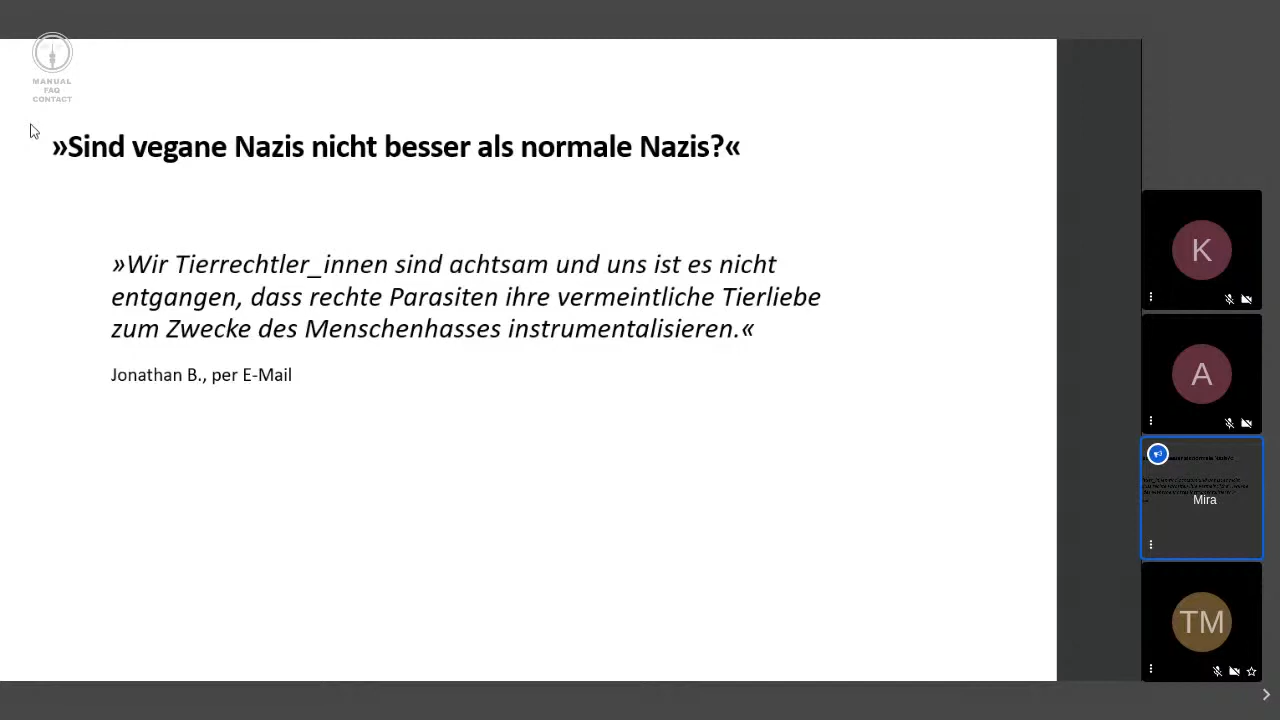 MANUAL
FAQ
CONTACT
»Sind vegane Nazis nicht besser als normale Nazis?«
»Wir Tierrechtler_innen sind achtsam und uns ist es nicht
entgangen, dass rechte Parasiten ihre vermeintliche Tierliebe
zum Zwecke des Menschenhasses instrumentalisieren.«
Jonathan B., per E-Mail
K
A
Mira
TM